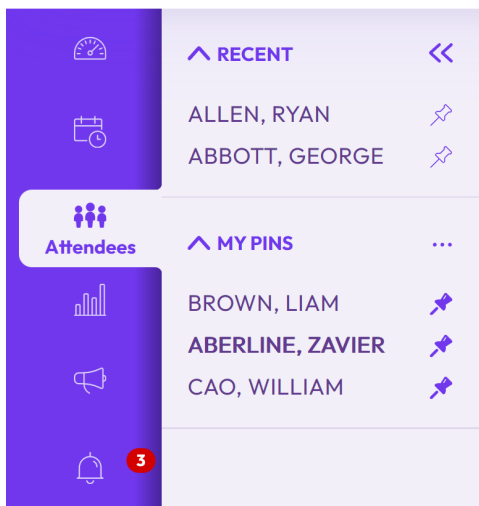 RECENT
ALLEN, RYAN
ABBOTT, GEORGE
Attendees
MY PINS
BROWN, LIAM
ABERLINE, ZAVIER
CAO, WILLIAM
3